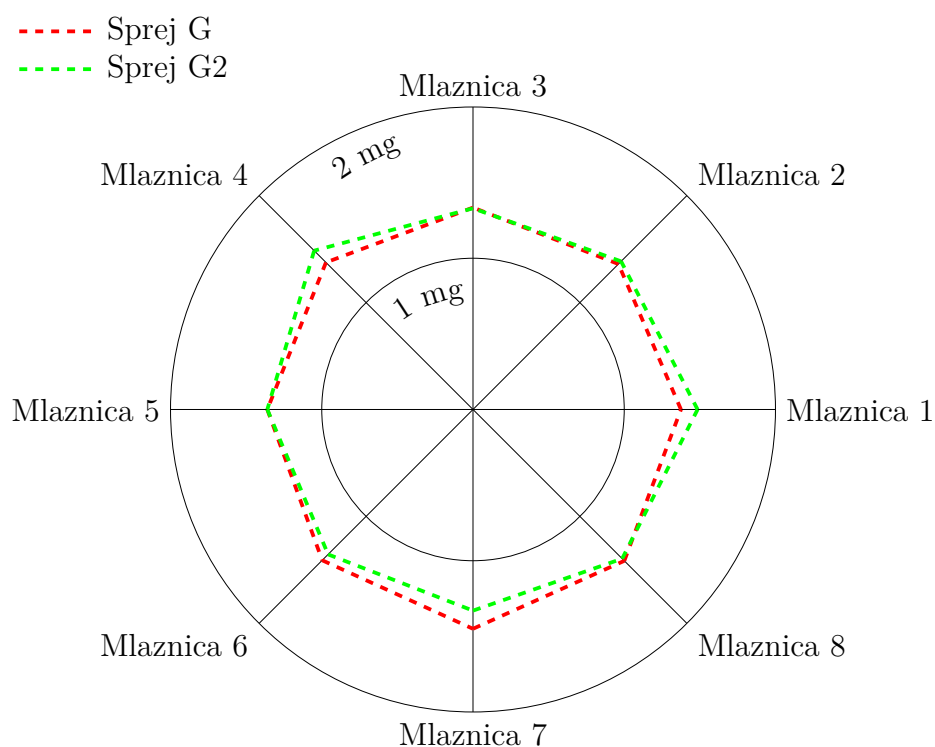 Sprej G
Sprej G2
Mlaznica 3
2 mg
Mlaznica 4
Mlaznica 2
1 mg
Mlaznica 5
Mlaznica 1
Mlaznica 6
Mlaznica 8
Mlaznica 7